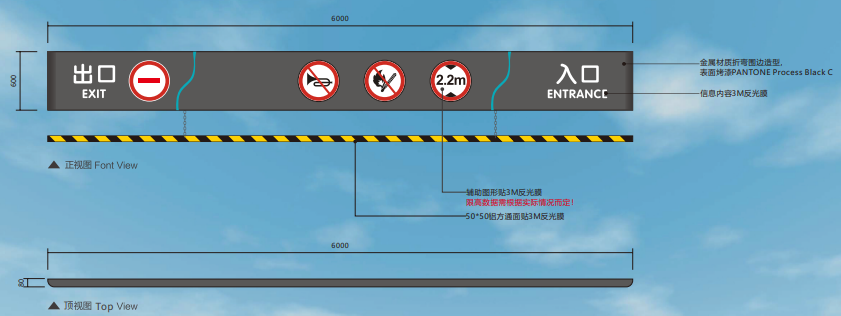 6000
600
出口
EXIT
2.2m
入口
ENTRANCE
金属材质折弯围边造型,
表面烤漆PANTONE Process Black C
信息内容3M反光膜
正视图 Font View
辅助图形贴3M反光膜
限高数据需根据实际情况而定!
50*50铝方通面贴3M反光膜
6000
80
顶视图 Top View